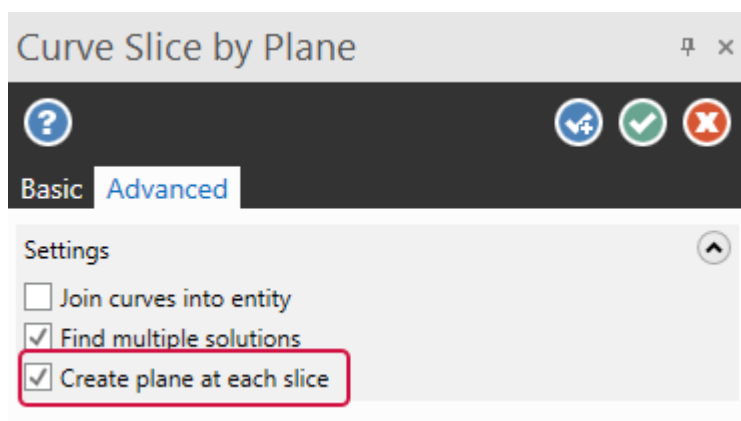 Curve Slice by Plane
Basic Advanced
Settings
Join curves into entity
Find multiple solutions
Create plane at each slice